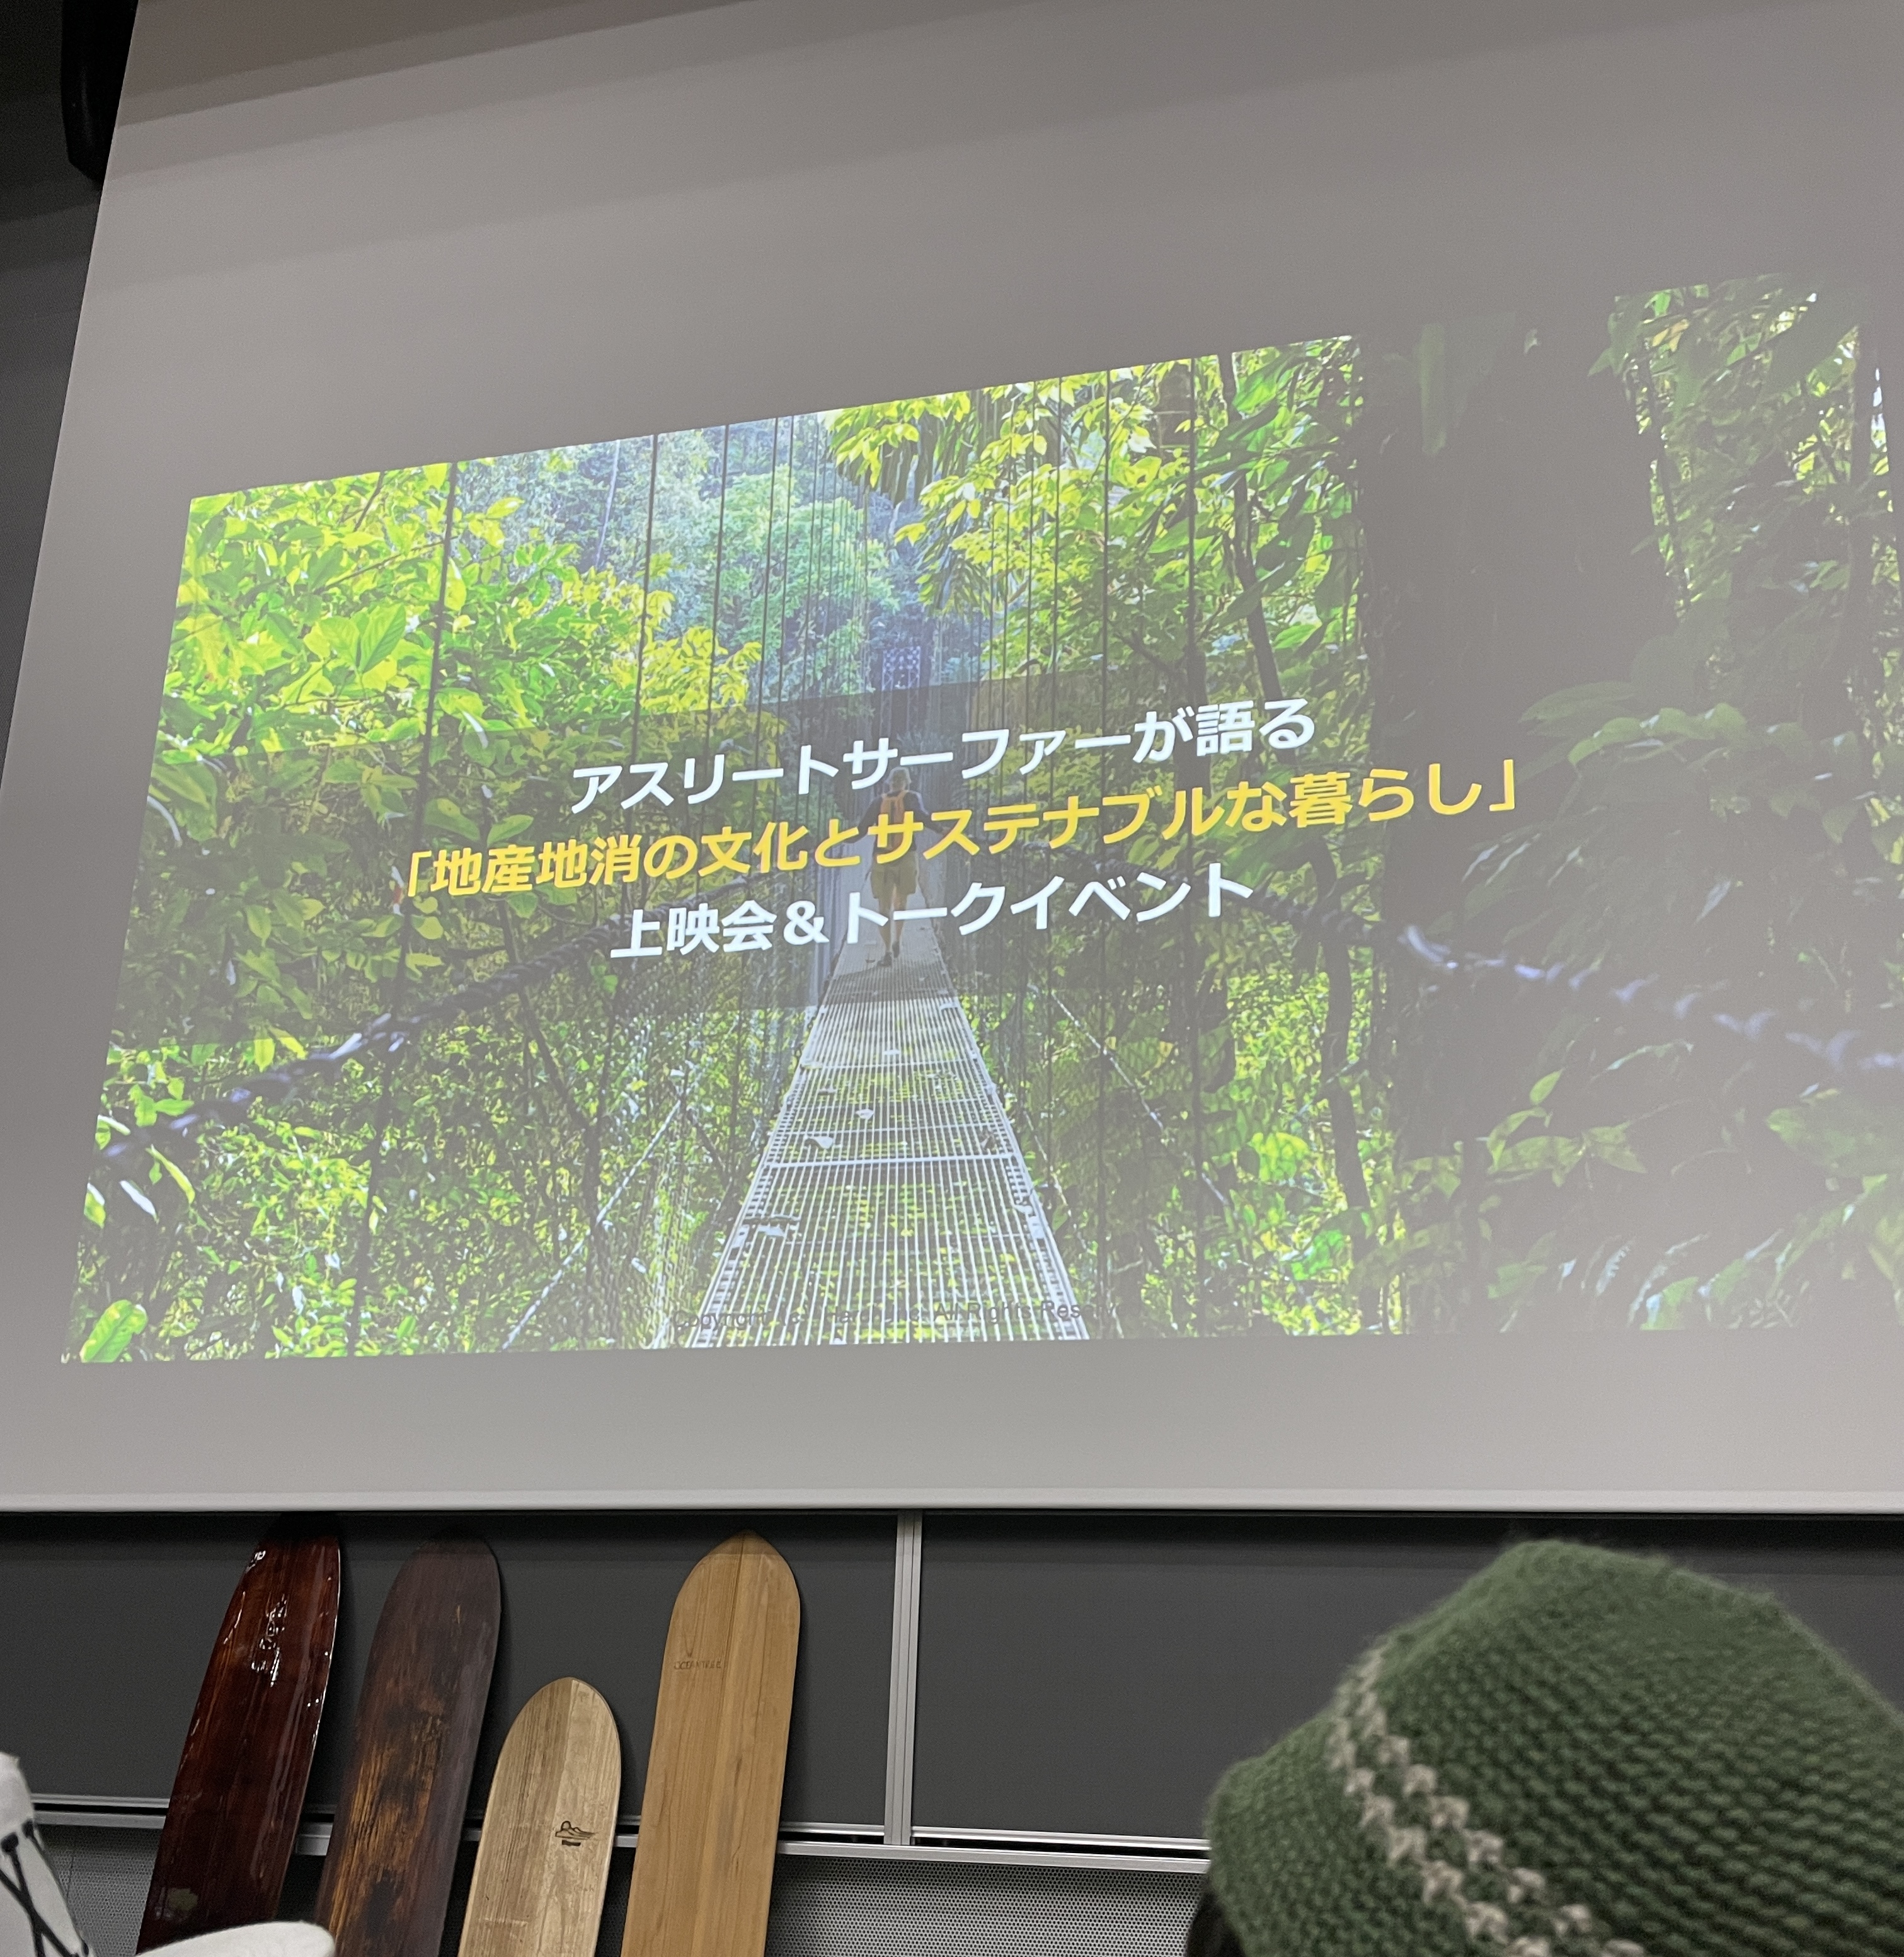 アスリートサーファーが語る
「地産地消の文化とサステナブルな暮らし」
上映会＆トークイベント
Copyright All Rights
OCEANTREE